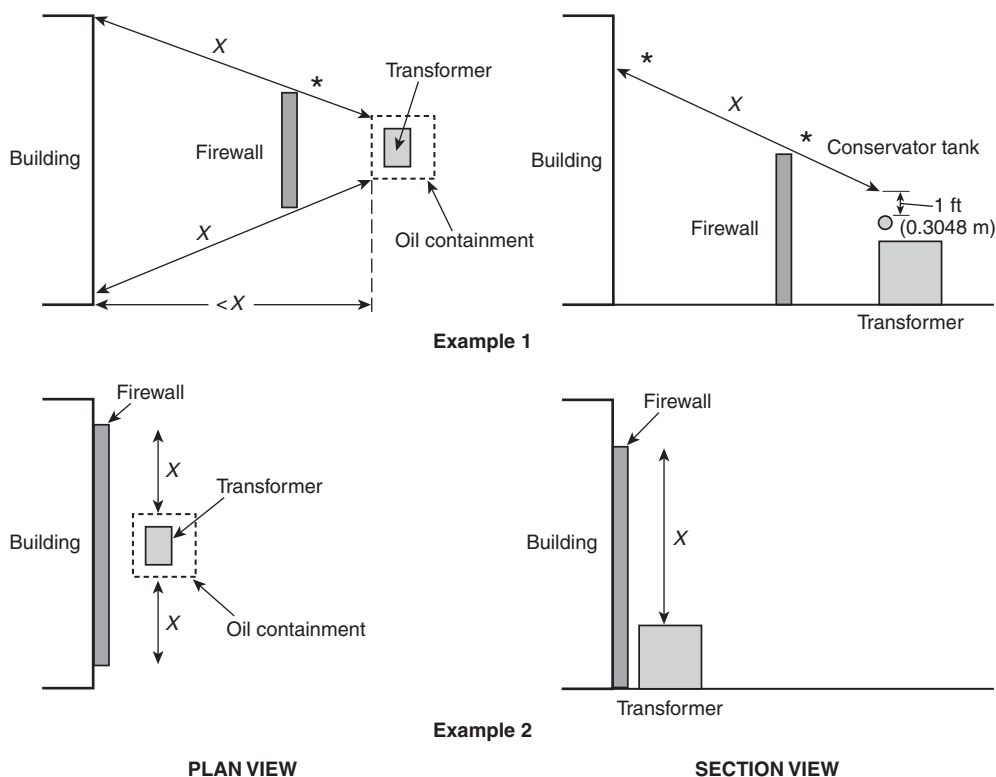 X
*
Transformer
Building
Firewall
X
Oil containment
< X
*
X
*
Conservator tank
Building
1 ft
(0.3048 m)
Firewall
Transformer
Example 1
Firewall
X
Transformer
Building
X
Oil containment
Firewall
Building
X
Transformer
Example 2
PLAN VIEW
SECTION VIEW